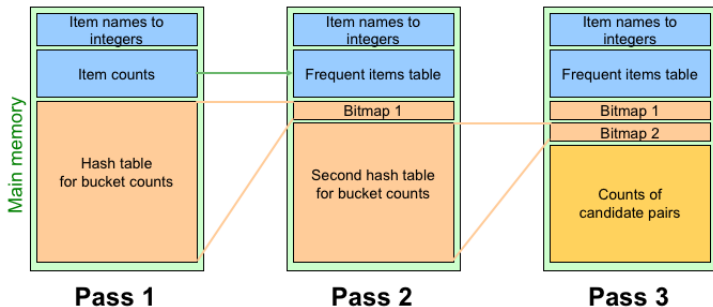 Main memory
Item names to
integers
Item counts
Hash table
for bucket counts
Pass 1
Item names to
integers
Frequent items table
Bitmap 1
Second hash table
for bucket counts
Pass 2
Item names to
integers
Frequent items table
Bitmap 1
Bitmap 2
Counts of
candidate pairs
Pass 3